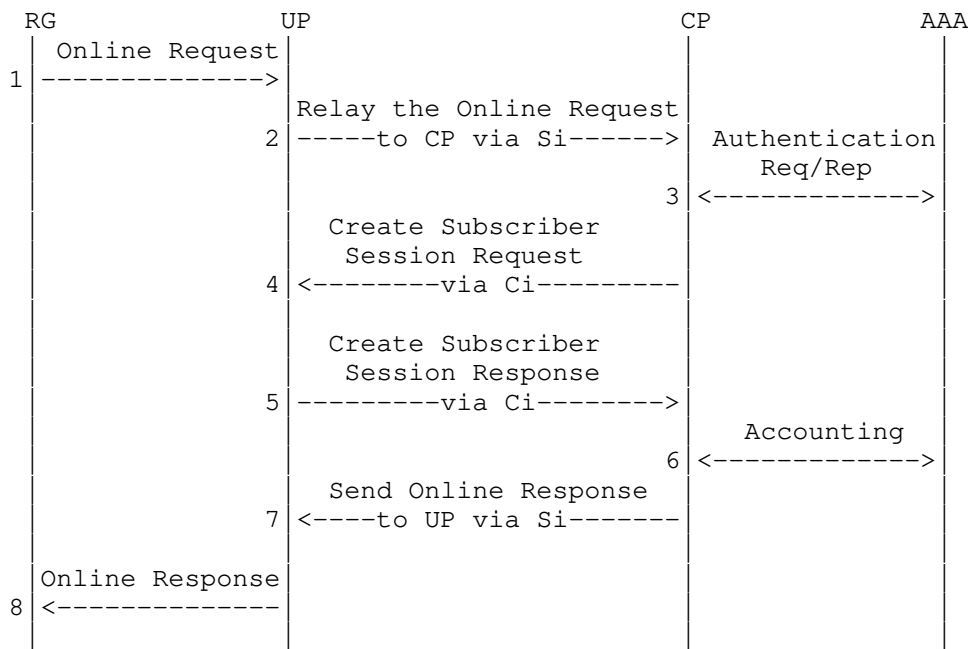 RG UP CP AAA
Online Request
1
Relay the Online Request
2 to CP via Si
Authentication
Req/Rep
3
Create Subscriber
Session Request
4 via Ci
Create Subscriber
Session Response
5 via Ci
Accounting
6
Send Online Response
7 to UP via Si
Online Response
8